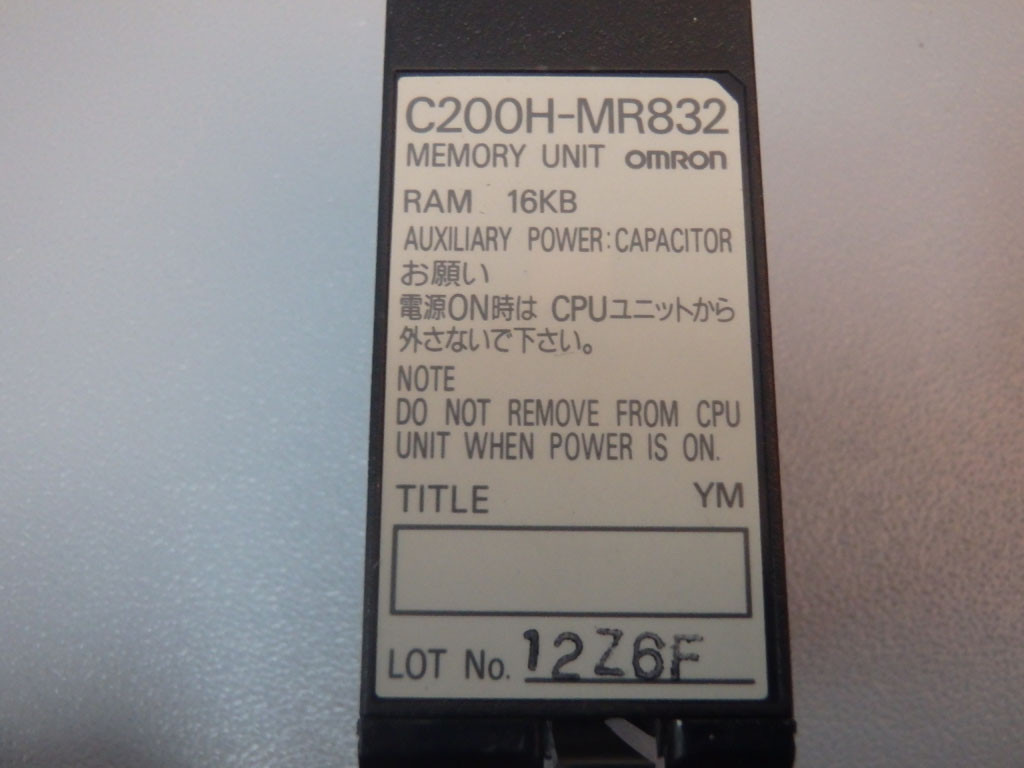 C200H-MR832
MEMORY UNIT OMRON
RAM 16KB
AUXILIARY POWER:CAPACITOR
お願い
電源ON時は CPUユニットから
外さないで下さい。
NOTE
DO NOT REMOVE FROM CPU
UNIT WHEN POWER IS ON.
TITLE YM
LOT No. 12Z6F